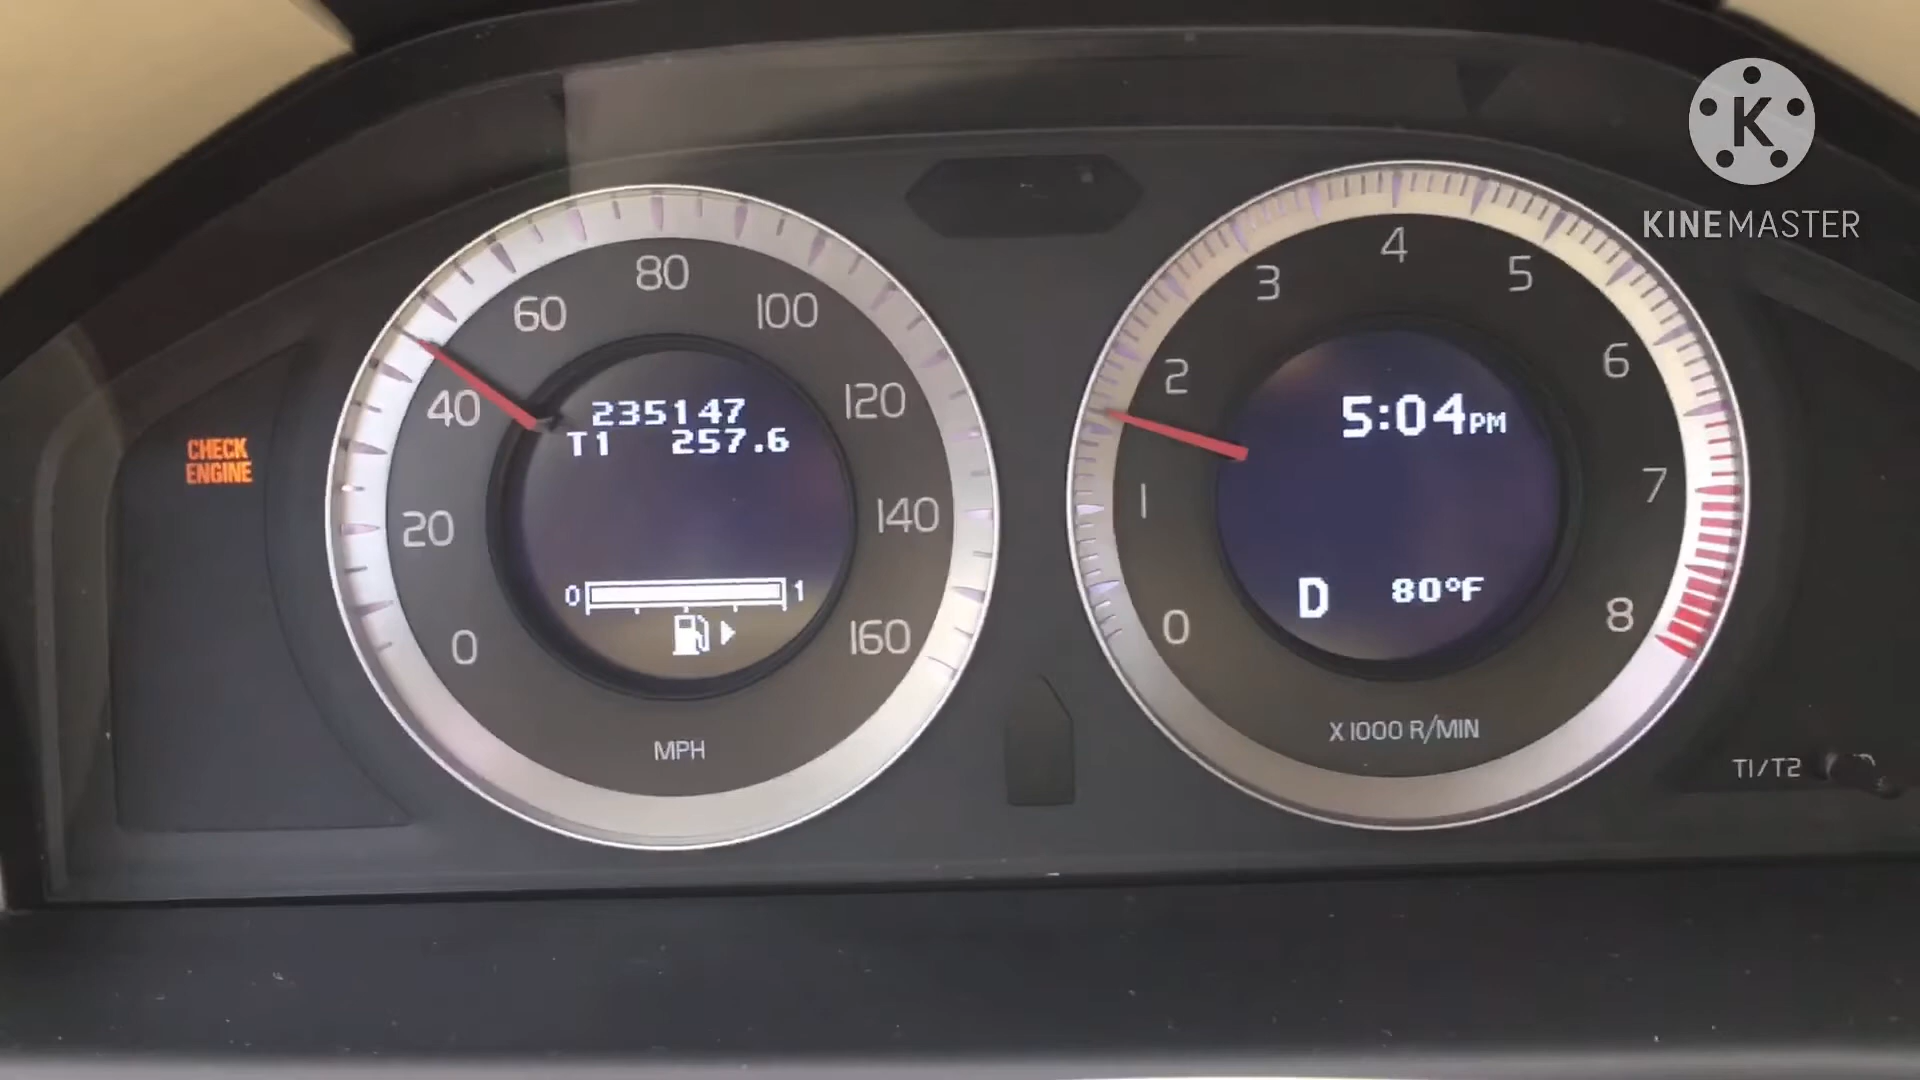 K
KINEMASTER
CHECK
ENGINE
0
20
40
60
80
100
120
140
160
MPH
235147
T1 257.6
0 1
0
1
2
3
4
5
6
7
8
X1000 R/MIN
5:04PM
D 80°F
T1/T2